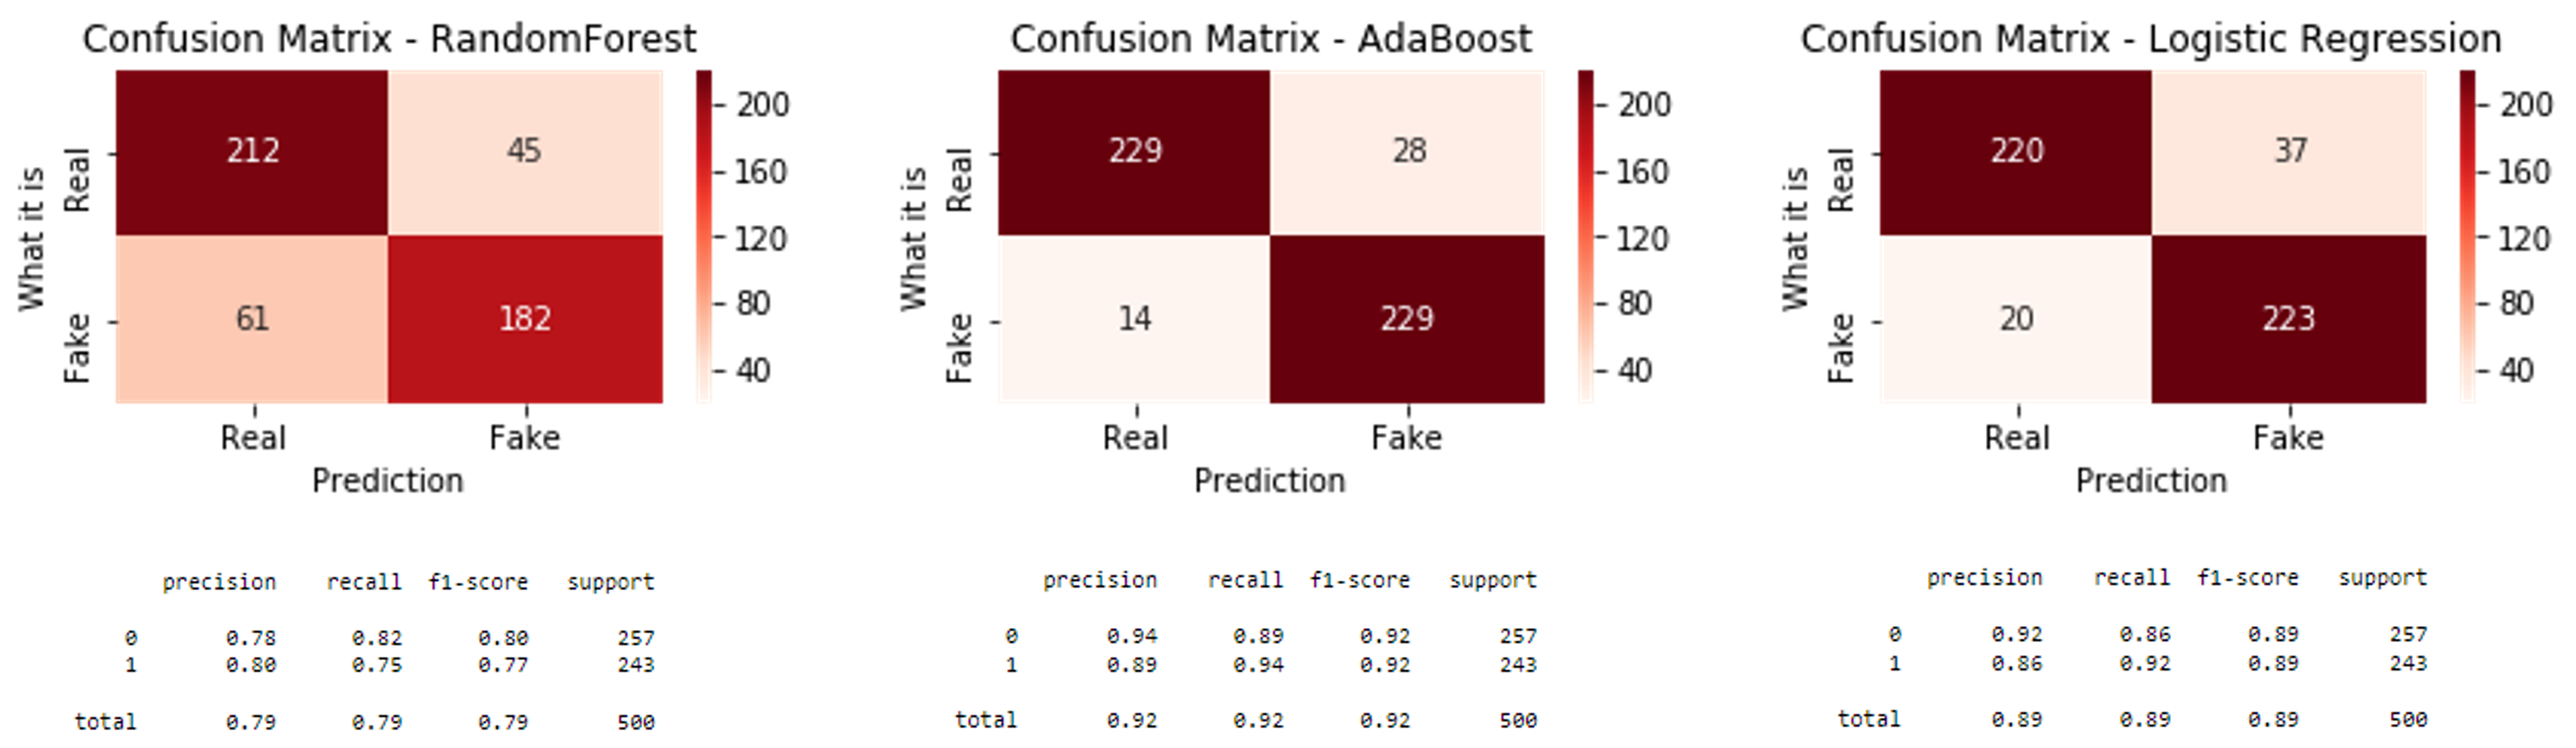 Confusion Matrix - RandomForest
What it is
Real
212 45
200
160
120
80
40
Fake
61 182
Real Fake
Prediction
precision recall f1-score support
0 0.78 0.82 0.80 257
1 0.80 0.75 0.77 243
total 0.79 0.79 0.79 500
Confusion Matrix - AdaBoost
What it is
Real
229 28
200
160
120
80
40
Fake
14 229
Real Fake
Prediction
precision recall f1-score support
0 0.94 0.89 0.92 257
1 0.89 0.94 0.92 243
total 0.92 0.92 0.92 500
Confusion Matrix - Logistic Regression
What it is
Real
220 37
200
160
120
80
40
Fake
20 223
Real Fake
Prediction
precision recall f1-score support
0 0.92 0.86 0.89 257
1 0.86 0.92 0.89 243
total 0.89 0.89 0.89 500